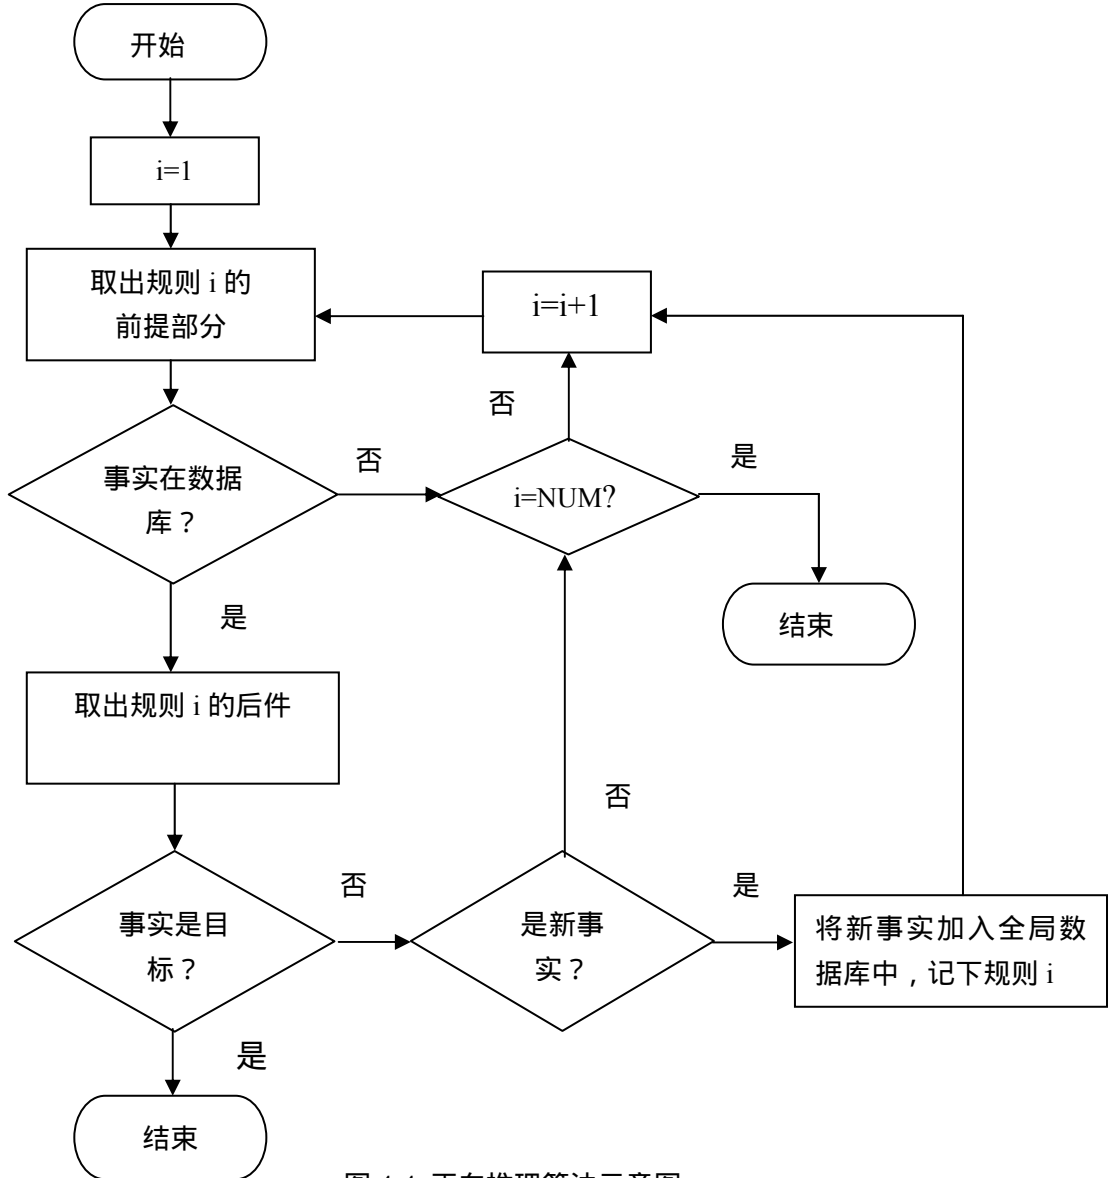 开始
i=1
取出规则 i 的
前提部分
i=i+1
否
事实在数据
库？
否
i=NUM?
是
是
结束
取出规则 i 的后件
否
事实是目
标？
否
是新事
实？
是
将新事实加入全局数
据库中，记下规则 i
是
结束